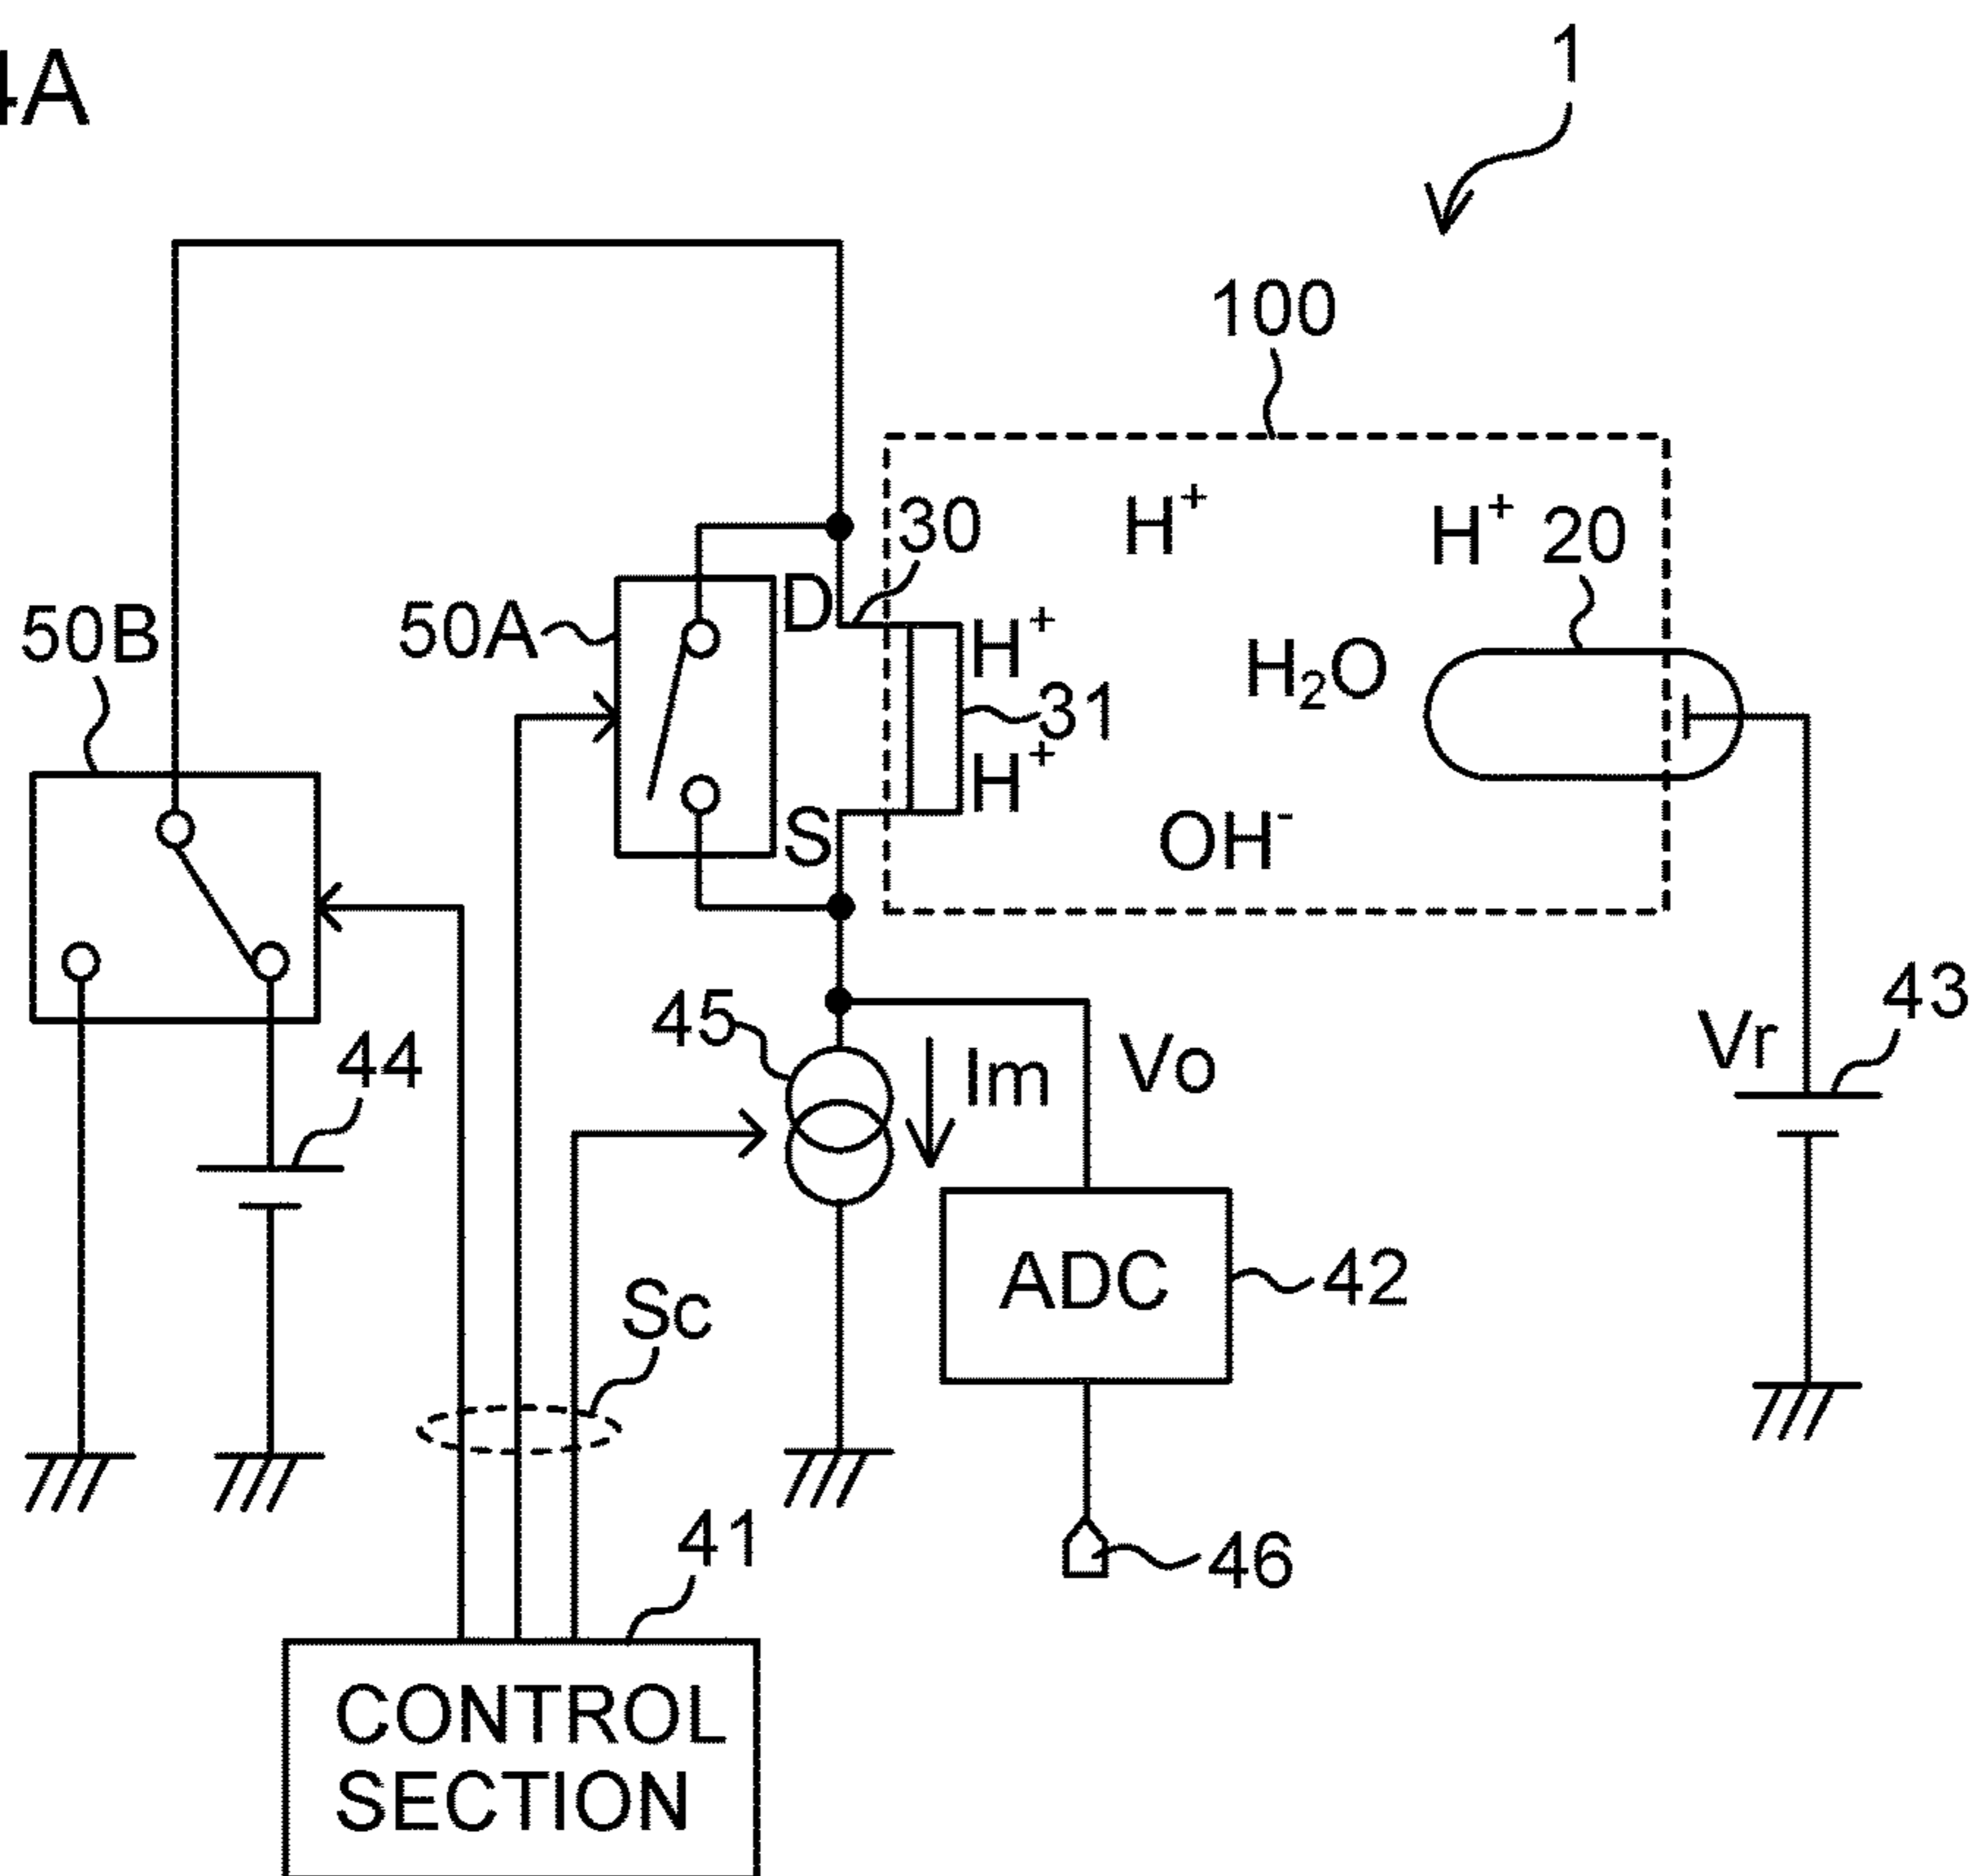 4A
1
100
H⁺
H⁺ 20
30
50B
50A
D
H⁺
H₂O
31
H⁺
S
OH⁻
45
Im
Vo
Vr
43
44
ADC
42
Sc
41
46
CONTROL
SECTION